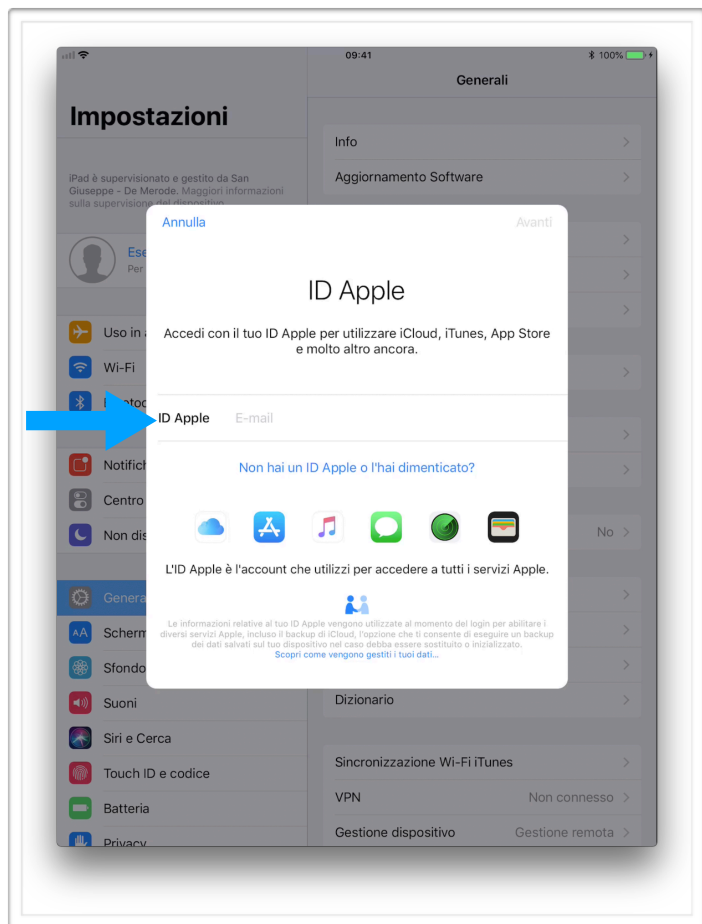 09:41
100%
Generali
Impostazioni
Info
iPad è supervisionato e gestito da San
Giuseppe - De Merode. Maggiori informazioni
sulla supervisione del dispositivo
Aggiornamento Software
Annulla
Avanti
Ese
Per
ID Apple
Accedi con il tuo ID Apple per utilizzare iCloud, iTunes, App Store
e molto altro ancora.
Uso in a
Wi-Fi
ID Apple
E-mail
Non hai un ID Apple o l'hai dimenticato?
Notifich
Centro
Non dis
No
L'ID Apple è l'account che utilizzi per accedere a tutti i servizi Apple.
Genera
Le informazioni relative al tuo ID Apple vengono utilizzate al momento del login per abilitare i
diversi servizi Apple, incluso il backup di iCloud, l'opzione che ti consente di eseguire un backup
dei dati salvati sul tuo dispositivo nel caso debba essere sostituito o inizializzato.
Scopri come vengono gestiti i tuoi dati...
AA
Scherm
Sfondo
Suoni
Dizionario
Siri e Cerca
Touch ID e codice
Sincronizzazione Wi-Fi iTunes
Batteria
VPN
Non connesso
Privacy
Gestione dispositivo
Gestione remota